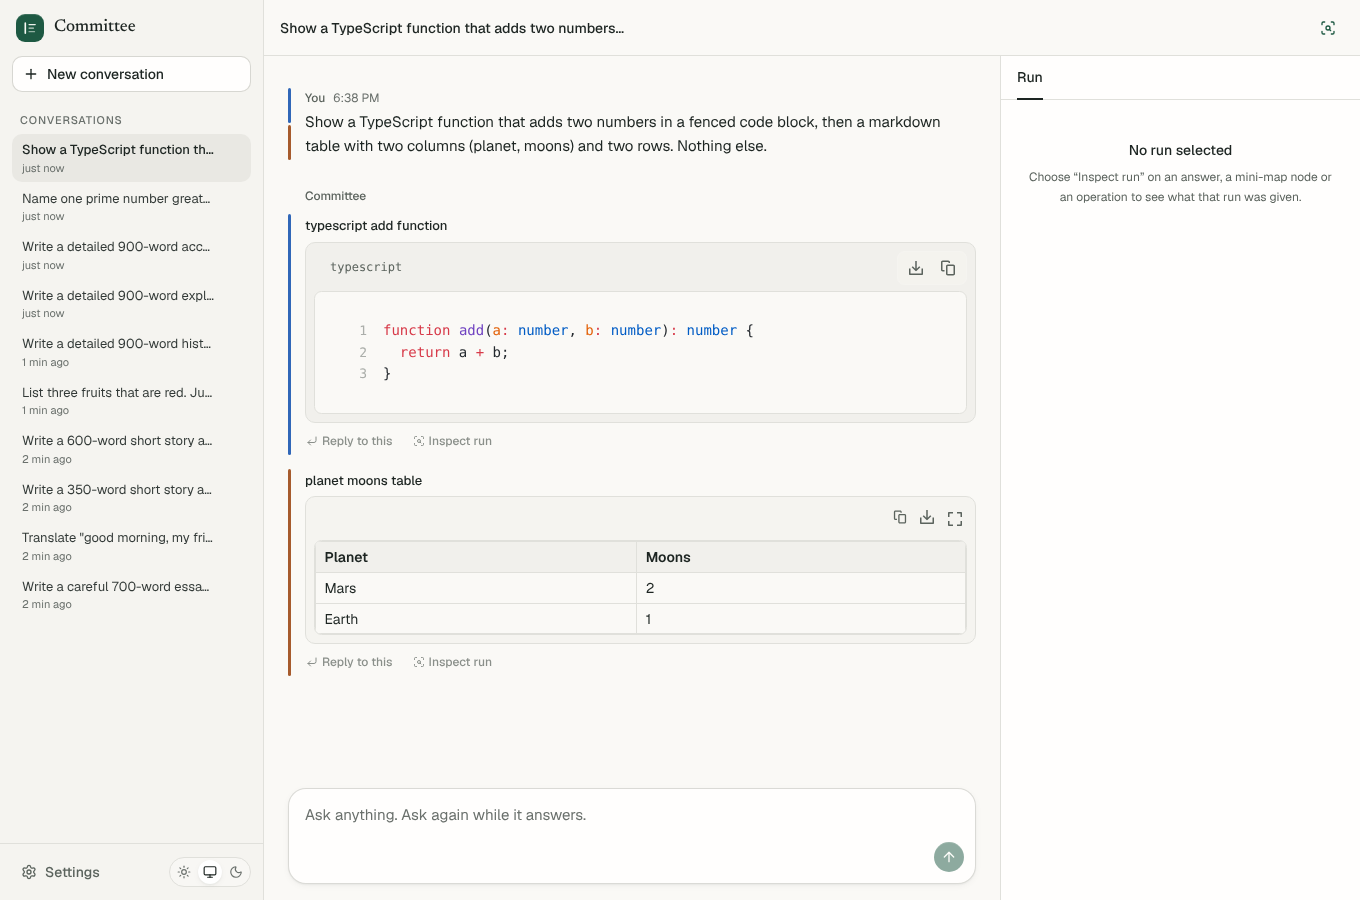 Committee
New conversation
CONVERSATIONS
Show a TypeScript function th...
just now
Name one prime number great...
just now
Write a detailed 900-word acc...
just now
Write a detailed 900-word expl...
just now
Write a detailed 900-word hist...
1 min ago
List three fruits that are red. Ju...
1 min ago
Write a 600-word short story a...
2 min ago
Write a 350-word short story a...
2 min ago
Translate "good morning, my fri...
2 min ago
Write a careful 700-word essa...
2 min ago
Settings
Show a TypeScript function that adds two numbers...
You 6:38 PM
Show a TypeScript function that adds two numbers in a fenced code block, then a markdown
table with two columns (planet, moons) and two rows. Nothing else.
Committee
typescript add function
typescript
1 function add(a: number, b: number): number {
2   return a + b;
3 }
Reply to this Inspect run
planet moons table
Planet Moons
Mars 2
Earth 1
Reply to this Inspect run
Ask anything. Ask again while it answers.
Run
No run selected
Choose “Inspect run” on an answer, a mini-map node or
an operation to see what that run was given.